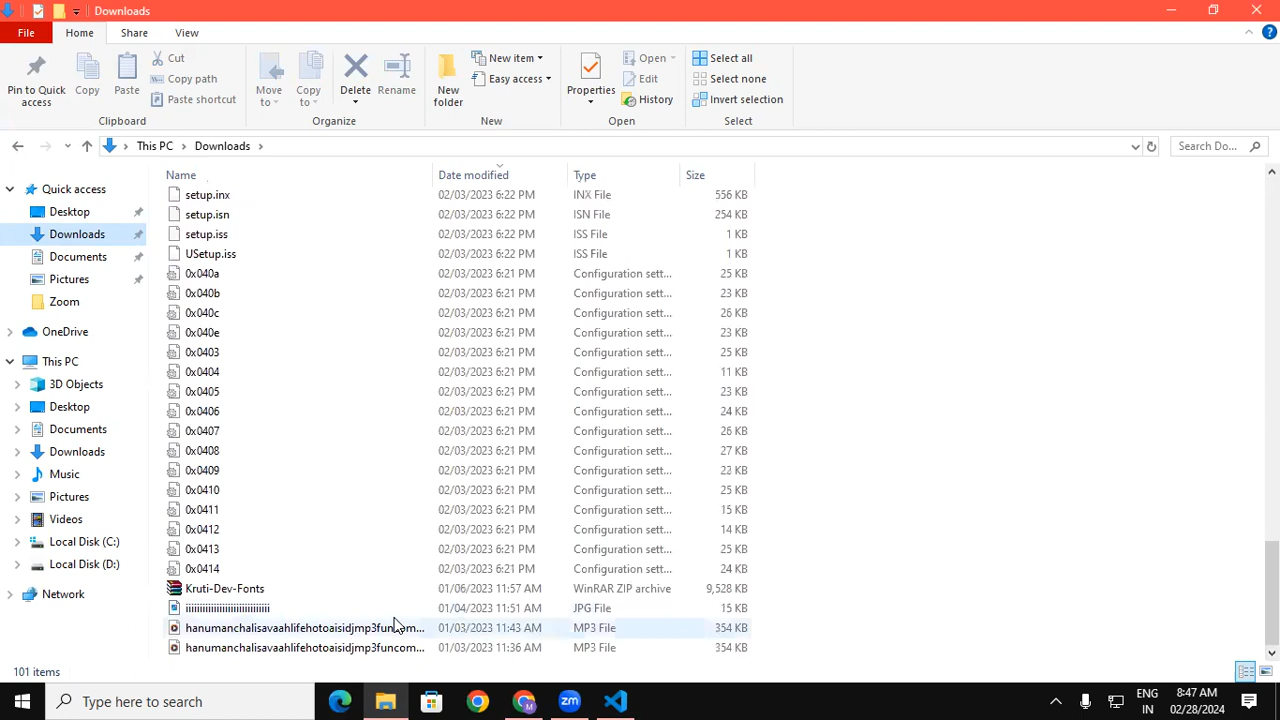 Downloads
File Home Share View
Pin to Quick access
Copy
Paste
Cut
Copy path
Paste shortcut
Clipboard
Move to
Copy to
Delete
Rename
Organize
New folder
New item
Easy access
New
Properties
Open
Edit
History
Open
Select all
Select none
Invert selection
Select
This PC > Downloads >
Search Do...
Quick access
Desktop
Downloads
Documents
Pictures
Zoom
OneDrive
This PC
3D Objects
Desktop
Documents
Downloads
Music
Pictures
Videos
Local Disk (C:)
Local Disk (D:)
Network
Name Date modified Type Size
setup.inx 02/03/2023 6:22 PM INX File 556 KB
setup.isn 02/03/2023 6:22 PM ISN File 254 KB
setup.iss 02/03/2023 6:22 PM ISS File 1 KB
USetup.iss 02/03/2023 6:22 PM ISS File 1 KB
0x040a 02/03/2023 6:21 PM Configuration sett... 25 KB
0x040b 02/03/2023 6:21 PM Configuration sett... 23 KB
0x040c 02/03/2023 6:21 PM Configuration sett... 26 KB
0x040e 02/03/2023 6:21 PM Configuration sett... 23 KB
0x0403 02/03/2023 6:21 PM Configuration sett... 25 KB
0x0404 02/03/2023 6:21 PM Configuration sett... 11 KB
0x0405 02/03/2023 6:21 PM Configuration sett... 23 KB
0x0406 02/03/2023 6:21 PM Configuration sett... 24 KB
0x0407 02/03/2023 6:21 PM Configuration sett... 26 KB
0x0408 02/03/2023 6:21 PM Configuration sett... 27 KB
0x0409 02/03/2023 6:21 PM Configuration sett... 22 KB
0x0410 02/03/2023 6:21 PM Configuration sett... 25 KB
0x0411 02/03/2023 6:21 PM Configuration sett... 15 KB
0x0412 02/03/2023 6:21 PM Configuration sett... 14 KB
0x0413 02/03/2023 6:21 PM Configuration sett... 25 KB
0x0414 02/03/2023 6:21 PM Configuration sett... 24 KB
Kruti-Dev-Fonts 01/06/2023 11:57 AM WinRAR ZIP archive 9,528 KB
01/04/2023 11:51 AM JPG File 15 KB
hanumanchalisavaahlifehotoaisidjmp3funcom... 01/03/2023 11:43 AM MP3 File 354 KB
hanumanchalisavaahlifehotoaisidjmp3funcom... 01/03/2023 11:36 AM MP3 File 354 KB
101 items
Type here to search
ENG
IN
8:47 AM
02/28/2024